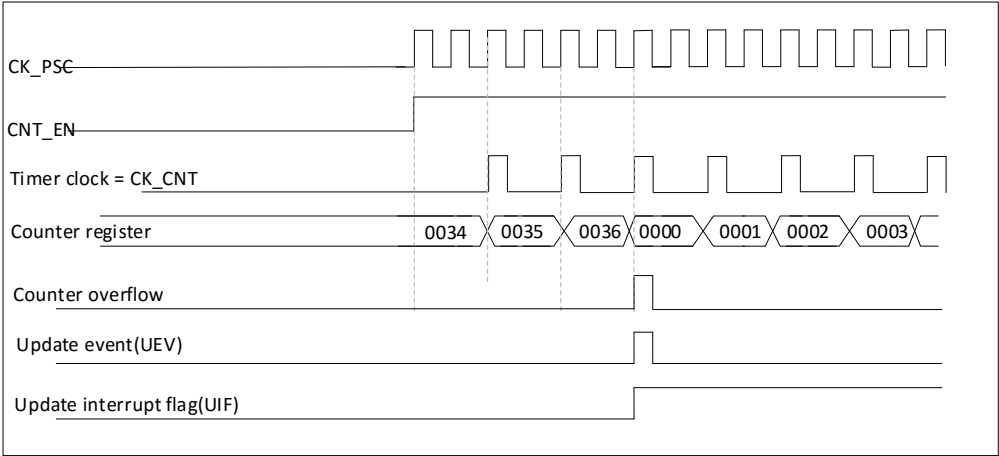 CK_PSC
CNT_EN
Timer clock = CK_CNT
Counter register 0034 0035 0036 0000 0001 0002 0003
Counter overflow
Update event(UEV)
Update interrupt flag(UIF)